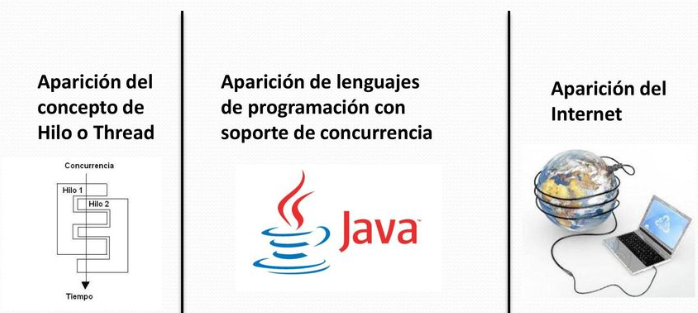 Aparición del
concepto de
Hilo o Thread
Concurrencia
Hilo 1
Hilo 2
Tiempo
Aparición de lenguajes
de programación con
soporte de concurrencia
Java™
Aparición del
Internet